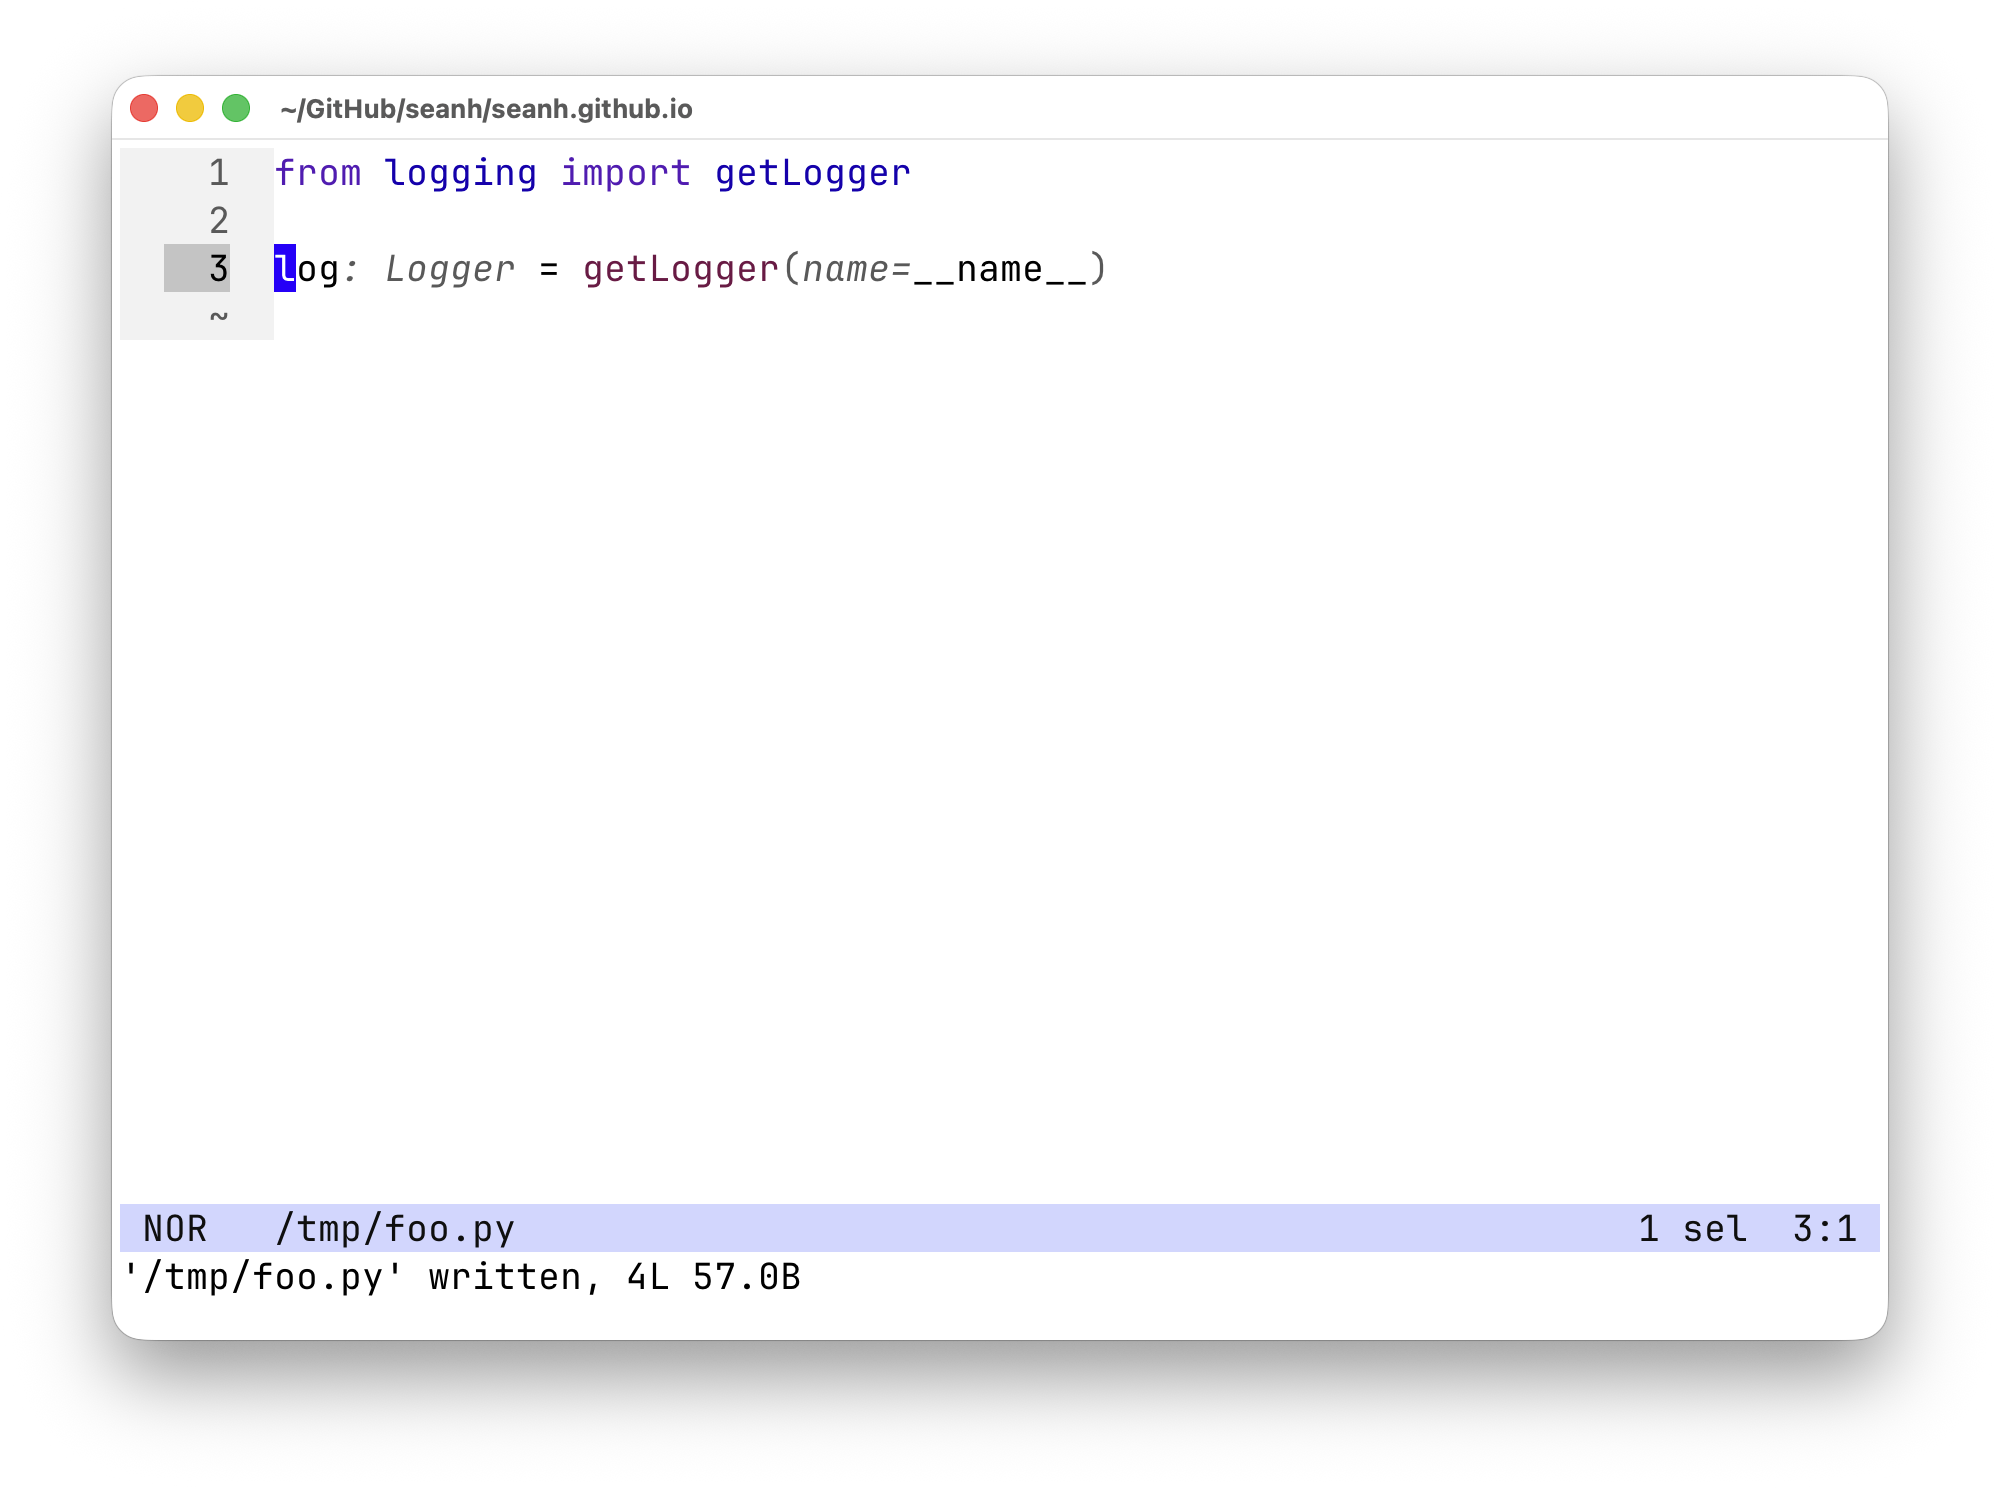 ~/GitHub/seanh/seanh.github.io
1 from logging import getLogger
2
3 log: Logger = getLogger(name=__name__)
~
NOR /tmp/foo.py 1 sel 3:1
'/tmp/foo.py' written, 4L 57.0B